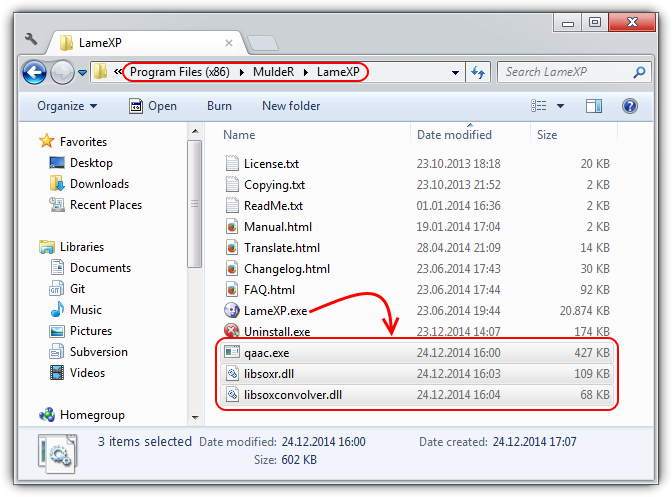 LameXP
« Program Files (x86) MuldeR LameXP Search LameXP
Organize Open Burn New folder
Favorites
Desktop
Downloads
Recent Places
Libraries
Documents
Git
Music
Pictures
Subversion
Videos
Homegroup
Name Date modified Size
License.txt 23.10.2013 18:18 20 KB
Copying.txt 23.10.2013 21:52 2 KB
ReadMe.txt 01.01.2014 16:36 2 KB
Manual.html 19.01.2014 17:04 2 KB
Translate.html 28.04.2014 21:09 14 KB
Changelog.html 23.06.2014 17:43 30 KB
FAQ.html 23.06.2014 17:44 92 KB
LameXP.exe 23.06.2014 19:44 20.874 KB
Uninstall.exe 23.12.2014 14:07 174 KB
qaac.exe 24.12.2014 16:00 427 KB
libsoxr.dll 24.12.2014 16:03 109 KB
libsoxconvolver.dll 24.12.2014 16:04 68 KB
3 items selected Date modified: 24.12.2014 16:00 Date created: 24.12.2014 17:07
Size: 602 KB